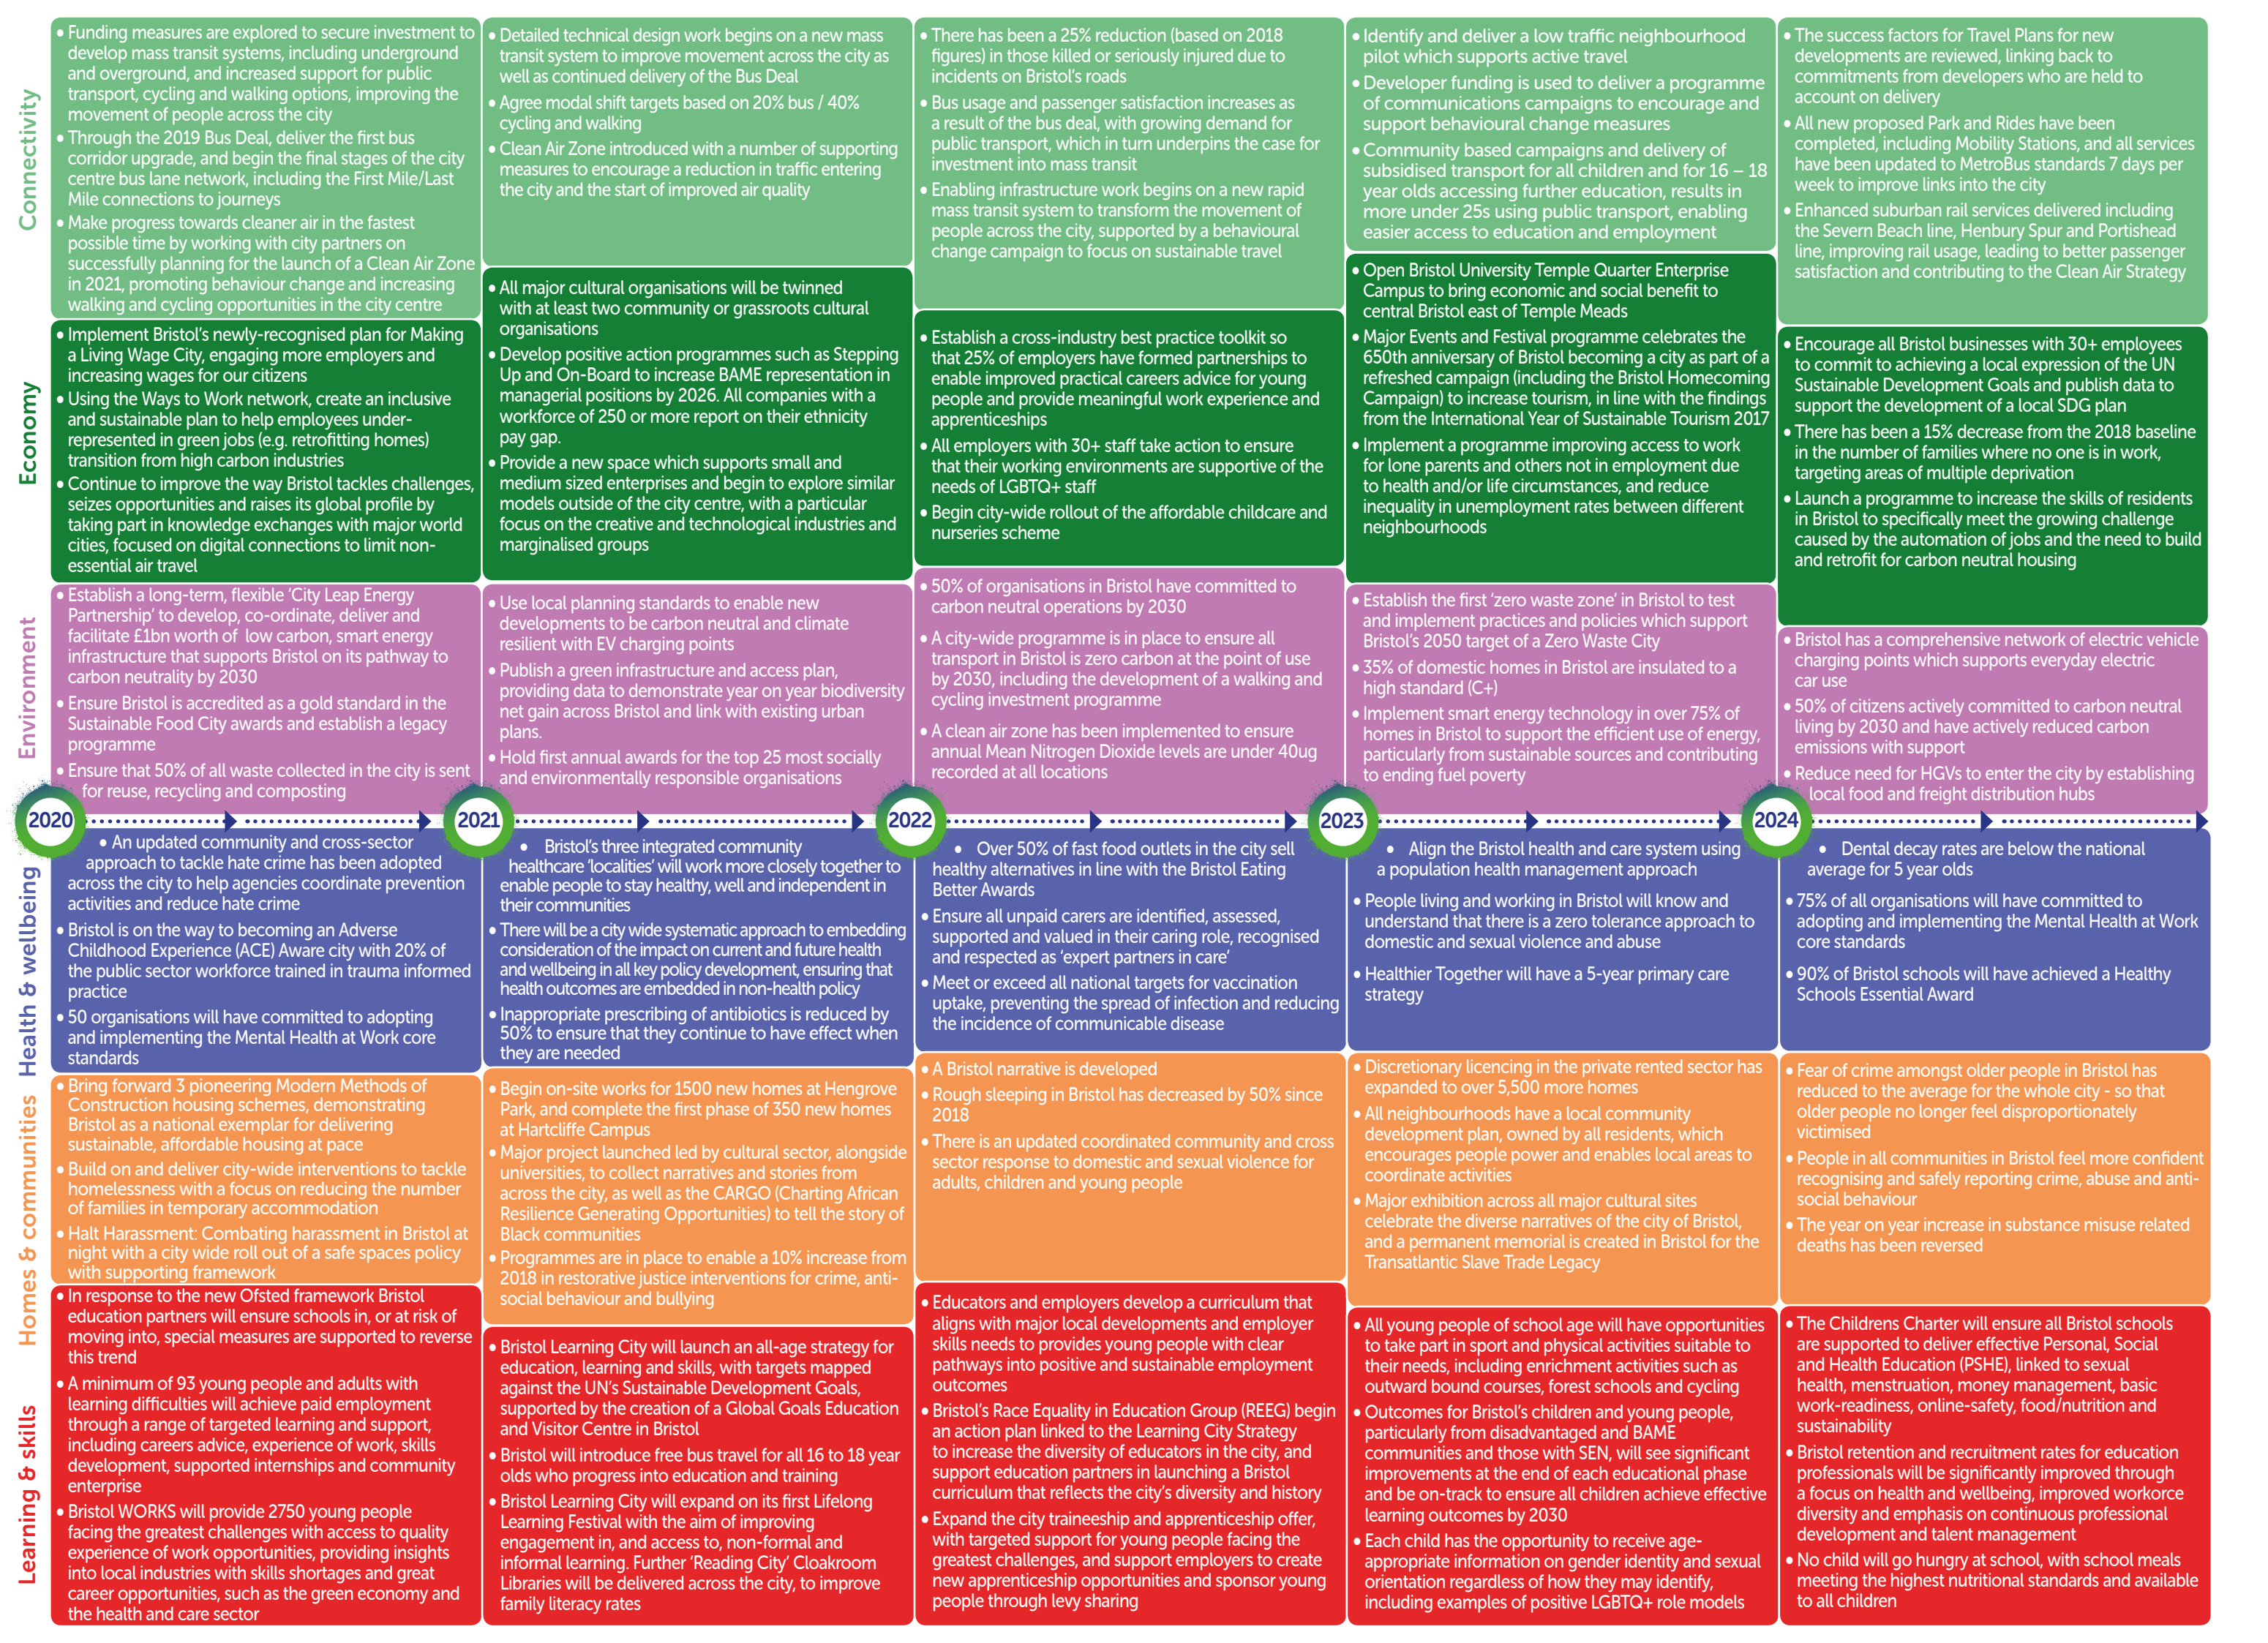 Connectivity
• Funding measures are explored to secure investment to
develop mass transit systems, including underground
and overground, and increased support for public
transport, cycling and walking options, improving the
movement of people across the city
• Through the 2019 Bus Deal, deliver the first bus
corridor upgrade, and begin the final stages of the city
centre bus lane network, including the First Mile/Last
Mile connections to journeys
• Make progress towards cleaner air in the fastest
possible time by working with city partners on
successfully planning for the launch of a Clean Air Zone
in 2021, promoting behaviour change and increasing
walking and cycling opportunities in the city centre
• Detailed technical design work begins on a new mass
transit system to improve movement across the city as
well as continued delivery of the Bus Deal
• Agree modal shift targets based on 20% bus / 40%
cycling and walking
• Clean Air Zone introduced with a number of supporting
measures to encourage a reduction in traffic entering
the city and the start of improved air quality
• There has been a 25% reduction (based on 2018
figures) in those killed or seriously injured due to
incidents on Bristol's roads
• Bus usage and passenger satisfaction increases as
a result of the bus deal, with growing demand for
public transport, which in turn underpins the case for
investment into mass transit
• Enabling infrastructure work begins on a new rapid
mass transit system to transform the movement of
people across the city, supported by a behavioural
change campaign to focus on sustainable travel
• Identify and deliver a low traffic neighbourhood
pilot which supports active travel
• Developer funding is used to deliver a programme
of communications campaigns to encourage and
support behavioural change measures
• Community based campaigns and delivery of
subsidised transport for all children and for 16 – 18
year olds accessing further education, results in
more under 25s using public transport, enabling
easier access to education and employment
• The success factors for Travel Plans for new
developments are reviewed, linking back to
commitments from developers who are held to
account on delivery
• All new proposed Park and Rides have been
completed, including Mobility Stations, and all services
have been updated to MetroBus standards 7 days per
week to improve links into the city
• Enhanced suburban rail services delivered including
the Severn Beach line, Henbury Spur and Portishead
line, improving rail usage, leading to better passenger
satisfaction and contributing to the Clean Air Strategy
Economy
• Implement Bristol's newly-recognised plan for Making
a Living Wage City, engaging more employers and
increasing wages for our citizens
• Using the Ways to Work network, create an inclusive
and sustainable plan to help employees under-
represented in green jobs (e.g. retrofitting homes)
transition from high carbon industries
• Continue to improve the way Bristol tackles challenges,
seizes opportunities and raises its global profile by
taking part in knowledge exchanges with major world
cities, focused on digital connections to limit non-
essential air travel
• All major cultural organisations will be twinned
with at least two community or grassroots cultural
organisations
• Develop positive action programmes such as Stepping
Up and On-Board to increase BAME representation in
managerial positions by 2026. All companies with a
workforce of 250 or more report on their ethnicity
pay gap.
• Provide a new space which supports small and
medium sized enterprises and begin to explore similar
models outside of the city centre, with a particular
focus on the creative and technological industries and
marginalised groups
• Establish a cross-industry best practice toolkit so
that 25% of employers have formed partnerships to
enable improved practical careers advice for young
people and provide meaningful work experience and
apprenticeships
• All employers with 30+ staff take action to ensure
that their working environments are supportive of the
needs of LGBTQ+ staff
• Begin city-wide rollout of the affordable childcare and
nurseries scheme
• Open Bristol University Temple Quarter Enterprise
Campus to bring economic and social benefit to
central Bristol east of Temple Meads
• Major Events and Festival programme celebrates the
650th anniversary of Bristol becoming a city as part of a
refreshed campaign (including the Bristol Homecoming
Campaign) to increase tourism, in line with the findings
from the International Year of Sustainable Tourism 2017
• Implement a programme improving access to work
for lone parents and others not in employment due
to health and/or life circumstances, and reduce
inequality in unemployment rates between different
neighbourhoods
• Encourage all Bristol businesses with 30+ employees
to commit to achieving a local expression of the UN
Sustainable Development Goals and publish data to
support the development of a local SDG plan
• There has been a 15% decrease from the 2018 baseline
in the number of families where no one is in work,
targeting areas of multiple deprivation
• Launch a programme to increase the skills of residents
in Bristol to specifically meet the growing challenge
caused by the automation of jobs and the need to build
and retrofit for carbon neutral housing
Environment
• Establish a long-term, flexible 'City Leap Energy
Partnership' to develop, co-ordinate, deliver and
facilitate £1bn worth of low carbon, smart energy
infrastructure that supports Bristol on its pathway to
carbon neutrality by 2030
• Ensure Bristol is accredited as a gold standard in the
Sustainable Food City awards and establish a legacy
programme
• Ensure that 50% of all waste collected in the city is sent
for reuse, recycling and composting
• Use local planning standards to enable new
developments to be carbon neutral and climate
resilient with EV charging points
• Publish a green infrastructure and access plan,
providing data to demonstrate year on year biodiversity
net gain across Bristol and link with existing urban
plans.
• Hold first annual awards for the top 25 most socially
and environmentally responsible organisations
• 50% of organisations in Bristol have committed to
carbon neutral operations by 2030
• A city-wide programme is in place to ensure all
transport in Bristol is zero carbon at the point of use
by 2030, including the development of a walking and
cycling investment programme
• A clean air zone has been implemented to ensure
annual Mean Nitrogen Dioxide levels are under 40ug
recorded at all locations
• Establish the first 'zero waste zone' in Bristol to test
and implement practices and policies which support
Bristol's 2050 target of a Zero Waste City
• 35% of domestic homes in Bristol are insulated to a
high standard (C+)
• Implement smart energy technology in over 75% of
homes in Bristol to support the efficient use of energy,
particularly from sustainable sources and contributing
to ending fuel poverty
• Bristol has a comprehensive network of electric vehicle
charging points which supports everyday electric
car use
• 50% of citizens actively committed to carbon neutral
living by 2030 and have actively reduced carbon
emissions with support
• Reduce need for HGVs to enter the city by establishing
local food and freight distribution hubs
2020
2021
2022
2023
2024
Health & wellbeing
• An updated community and cross-sector
approach to tackle hate crime has been adopted
across the city to help agencies coordinate prevention
activities and reduce hate crime
• Bristol is on the way to becoming an Adverse
Childhood Experience (ACE) Aware city with 20% of
the public sector workforce trained in trauma informed
practice
• 50 organisations will have committed to adopting
and implementing the Mental Health at Work core
standards
• Bristol's three integrated community
healthcare 'localities' will work more closely together to
enable people to stay healthy, well and independent in
their communities
• There will be a city wide systematic approach to embedding
consideration of the impact on current and future health
and wellbeing in all key policy development, ensuring that
health outcomes are embedded in non-health policy
• Inappropriate prescribing of antibiotics is reduced by
50% to ensure that they continue to have effect when
they are needed
• Over 50% of fast food outlets in the city sell
healthy alternatives in line with the Bristol Eating
Better Awards
• Ensure all unpaid carers are identified, assessed,
supported and valued in their caring role, recognised
and respected as 'expert partners in care'
• Meet or exceed all national targets for vaccination
uptake, preventing the spread of infection and reducing
the incidence of communicable disease
• Align the Bristol health and care system using
a population health management approach
• People living and working in Bristol will know and
understand that there is a zero tolerance approach to
domestic and sexual violence and abuse
• Healthier Together will have a 5-year primary care
strategy
• Dental decay rates are below the national
average for 5 year olds
• 75% of all organisations will have committed to
adopting and implementing the Mental Health at Work
core standards
• 90% of Bristol schools will have achieved a Healthy
Schools Essential Award
Homes & communities
• Bring forward 3 pioneering Modern Methods of
Construction housing schemes, demonstrating
Bristol as a national exemplar for delivering
sustainable, affordable housing at pace
• Build on and deliver city-wide interventions to tackle
homelessness with a focus on reducing the number
of families in temporary accommodation
• Halt Harassment: Combating harassment in Bristol at
night with a city wide roll out of a safe spaces policy
with supporting framework
• Begin on-site works for 1500 new homes at Hengrove
Park, and complete the first phase of 350 new homes
at Hartcliffe Campus
• Major project launched led by cultural sector, alongside
universities, to collect narratives and stories from
across the city, as well as the CARGO (Charting African
Resilience Generating Opportunities) to tell the story of
Black communities
• Programmes are in place to enable a 10% increase from
2018 in restorative justice interventions for crime, anti-
social behaviour and bullying
• A Bristol narrative is developed
• Rough sleeping in Bristol has decreased by 50% since
2018
• There is an updated coordinated community and cross
sector response to domestic and sexual violence for
adults, children and young people
• Discretionary licencing in the private rented sector has
expanded to over 5,500 more homes
• All neighbourhoods have a local community
development plan, owned by all residents, which
encourages people power and enables local areas to
coordinate activities
• Major exhibition across all major cultural sites
celebrate the diverse narratives of the city of Bristol,
and a permanent memorial is created in Bristol for the
Transatlantic Slave Trade Legacy
• Fear of crime amongst older people in Bristol has
reduced to the average for the whole city - so that
older people no longer feel disproportionately
victimised
• People in all communities in Bristol feel more confident
recognising and safely reporting crime, abuse and anti-
social behaviour
• The year on year increase in substance misuse related
deaths has been reversed
Learning & skills
• In response to the new Ofsted framework Bristol
education partners will ensure schools in, or at risk of
moving into, special measures are supported to reverse
this trend
• A minimum of 93 young people and adults with
learning difficulties will achieve paid employment
through a range of targeted learning and support,
including careers advice, experience of work, skills
development, supported internships and community
enterprise
• Bristol WORKS will provide 2750 young people
facing the greatest challenges with access to quality
experience of work opportunities, providing insights
into local industries with skills shortages and great
career opportunities, such as the green economy and
the health and care sector
• Bristol Learning City will launch an all-age strategy for
education, learning and skills, with targets mapped
against the UN's Sustainable Development Goals,
supported by the creation of a Global Goals Education
and Visitor Centre in Bristol
• Bristol will introduce free bus travel for all 16 to 18 year
olds who progress into education and training
• Bristol Learning City will expand on its first Lifelong
Learning Festival with the aim of improving
engagement in, and access to, non-formal and
informal learning. Further 'Reading City' Cloakroom
Libraries will be delivered across the city, to improve
family literacy rates
• Educators and employers develop a curriculum that
aligns with major local developments and employer
skills needs to provides young people with clear
pathways into positive and sustainable employment
outcomes
• Bristol's Race Equality in Education Group (REEG) begin
an action plan linked to the Learning City Strategy
to increase the diversity of educators in the city, and
support education partners in launching a Bristol
curriculum that reflects the city's diversity and history
• Expand the city traineeship and apprenticeship offer,
with targeted support for young people facing the
greatest challenges, and support employers to create
new apprenticeship opportunities and sponsor young
people through levy sharing
• All young people of school age will have opportunities
to take part in sport and physical activities suitable to
their needs, including enrichment activities such as
outward bound courses, forest schools and cycling
• Outcomes for Bristol's children and young people,
particularly from disadvantaged and BAME
communities and those with SEN, will see significant
improvements at the end of each educational phase
and be on-track to ensure all children achieve effective
learning outcomes by 2030
• Each child has the opportunity to receive age-
appropriate information on gender identity and sexual
orientation regardless of how they may identify,
including examples of positive LGBTQ+ role models
• The Childrens Charter will ensure all Bristol schools
are supported to deliver effective Personal, Social
and Health Education (PSHE), linked to sexual
health, menstruation, money management, basic
work-readiness, online-safety, food/nutrition and
sustainability
• Bristol retention and recruitment rates for education
professionals will be significantly improved through
a focus on health and wellbeing, improved workorce
diversity and emphasis on continuous professional
development and talent management
• No child will go hungry at school, with school meals
meeting the highest nutritional standards and available
to all children